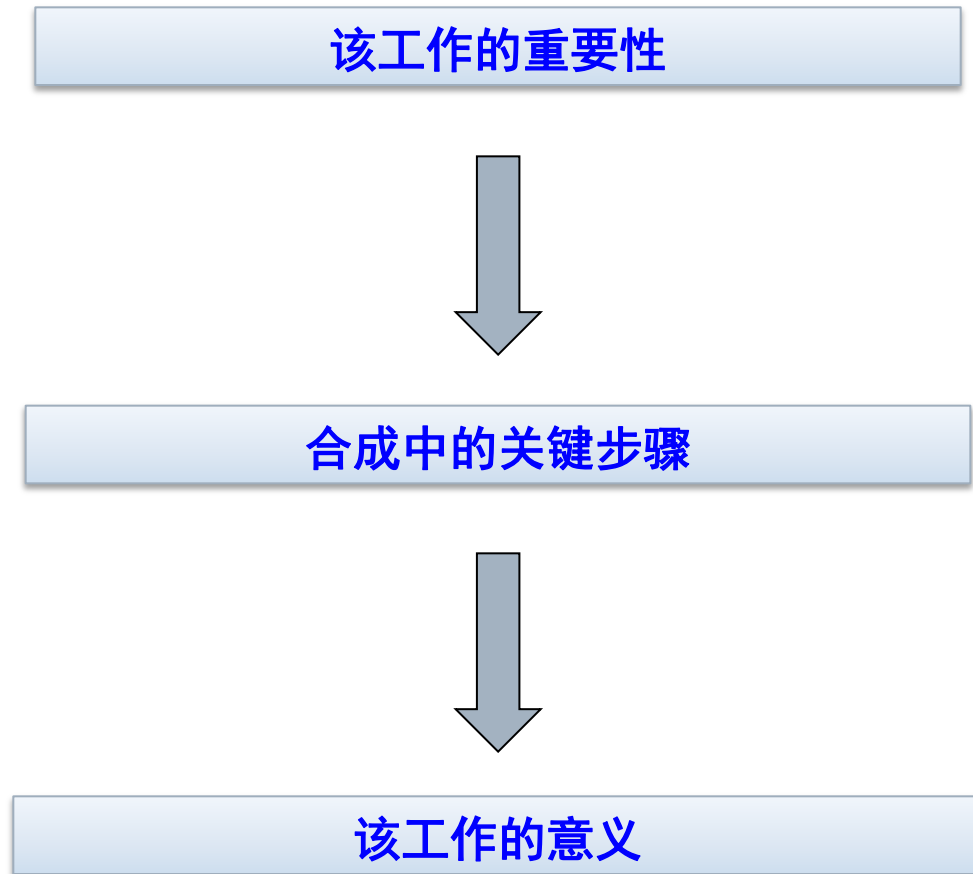 该工作的重要性
合成中的关键步骤
该工作的意义